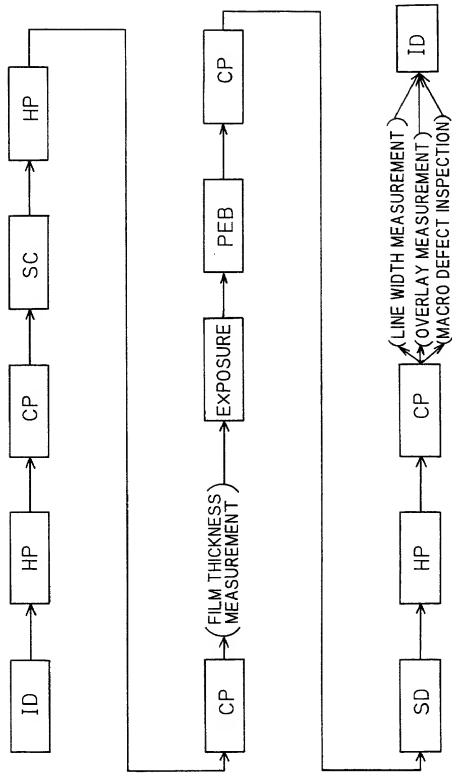 ID
HP
CP
SC
HP
CP
(FILM THICKNESS
MEASUREMENT)
EXPOSURE
PEB
CP
SD
HP
CP
(LINE WIDTH MEASUREMENT)
(OVERLAY MEASUREMENT)
(MACRO DEFECT INSPECTION)
ID